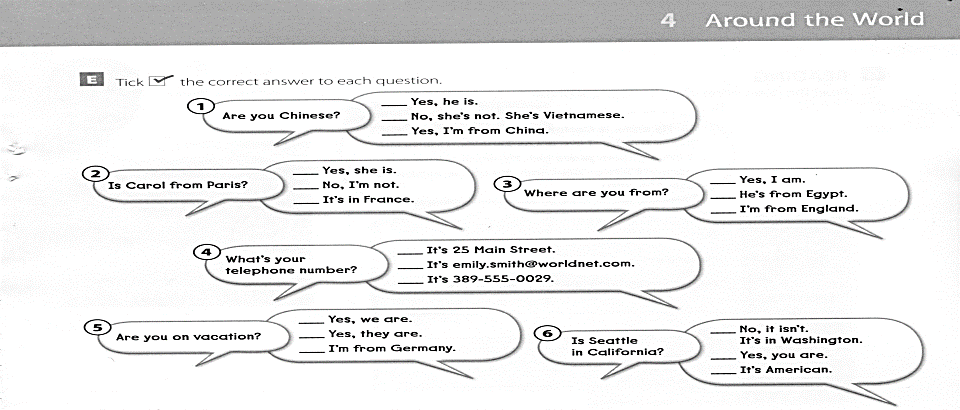 4 Around the World
E Tick ✓ the correct answer to each question.
1 Are you Chinese?
___ Yes, he is.
___ No, she's not. She's Vietnamese.
___ Yes, I'm from China.
2 Is Carol from Paris?
___ Yes, she is.
___ No, I'm not.
___ It's in France.
3 Where are you from?
___ Yes, I am.
___ He's from Egypt.
___ I'm from England.
4 What's your
telephone number?
___ It's 25 Main Street.
___ It's emily.smith@worldnet.com.
___ It's 389-555-0029.
5 Are you on vacation?
___ Yes, we are.
___ Yes, they are.
___ I'm from Germany.
6 Is Seattle
in California?
___ No, it isn't.
It's in Washington.
___ Yes, you are.
___ It's American.